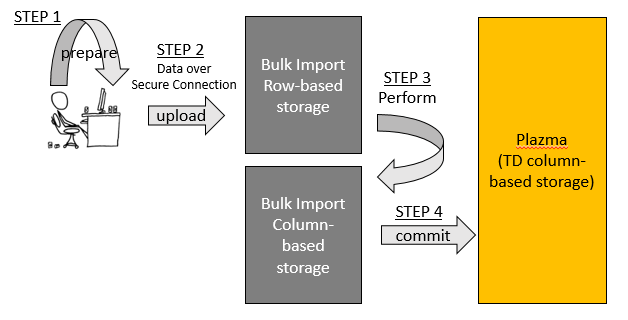 STEP 1
prepare
STEP 2
Data over
Secure Connection
upload
Bulk Import
Row-based
storage
STEP 3
Perform
Bulk Import
Column-
based
storage
STEP 4
commit
Plazma
(TD column-
based storage)